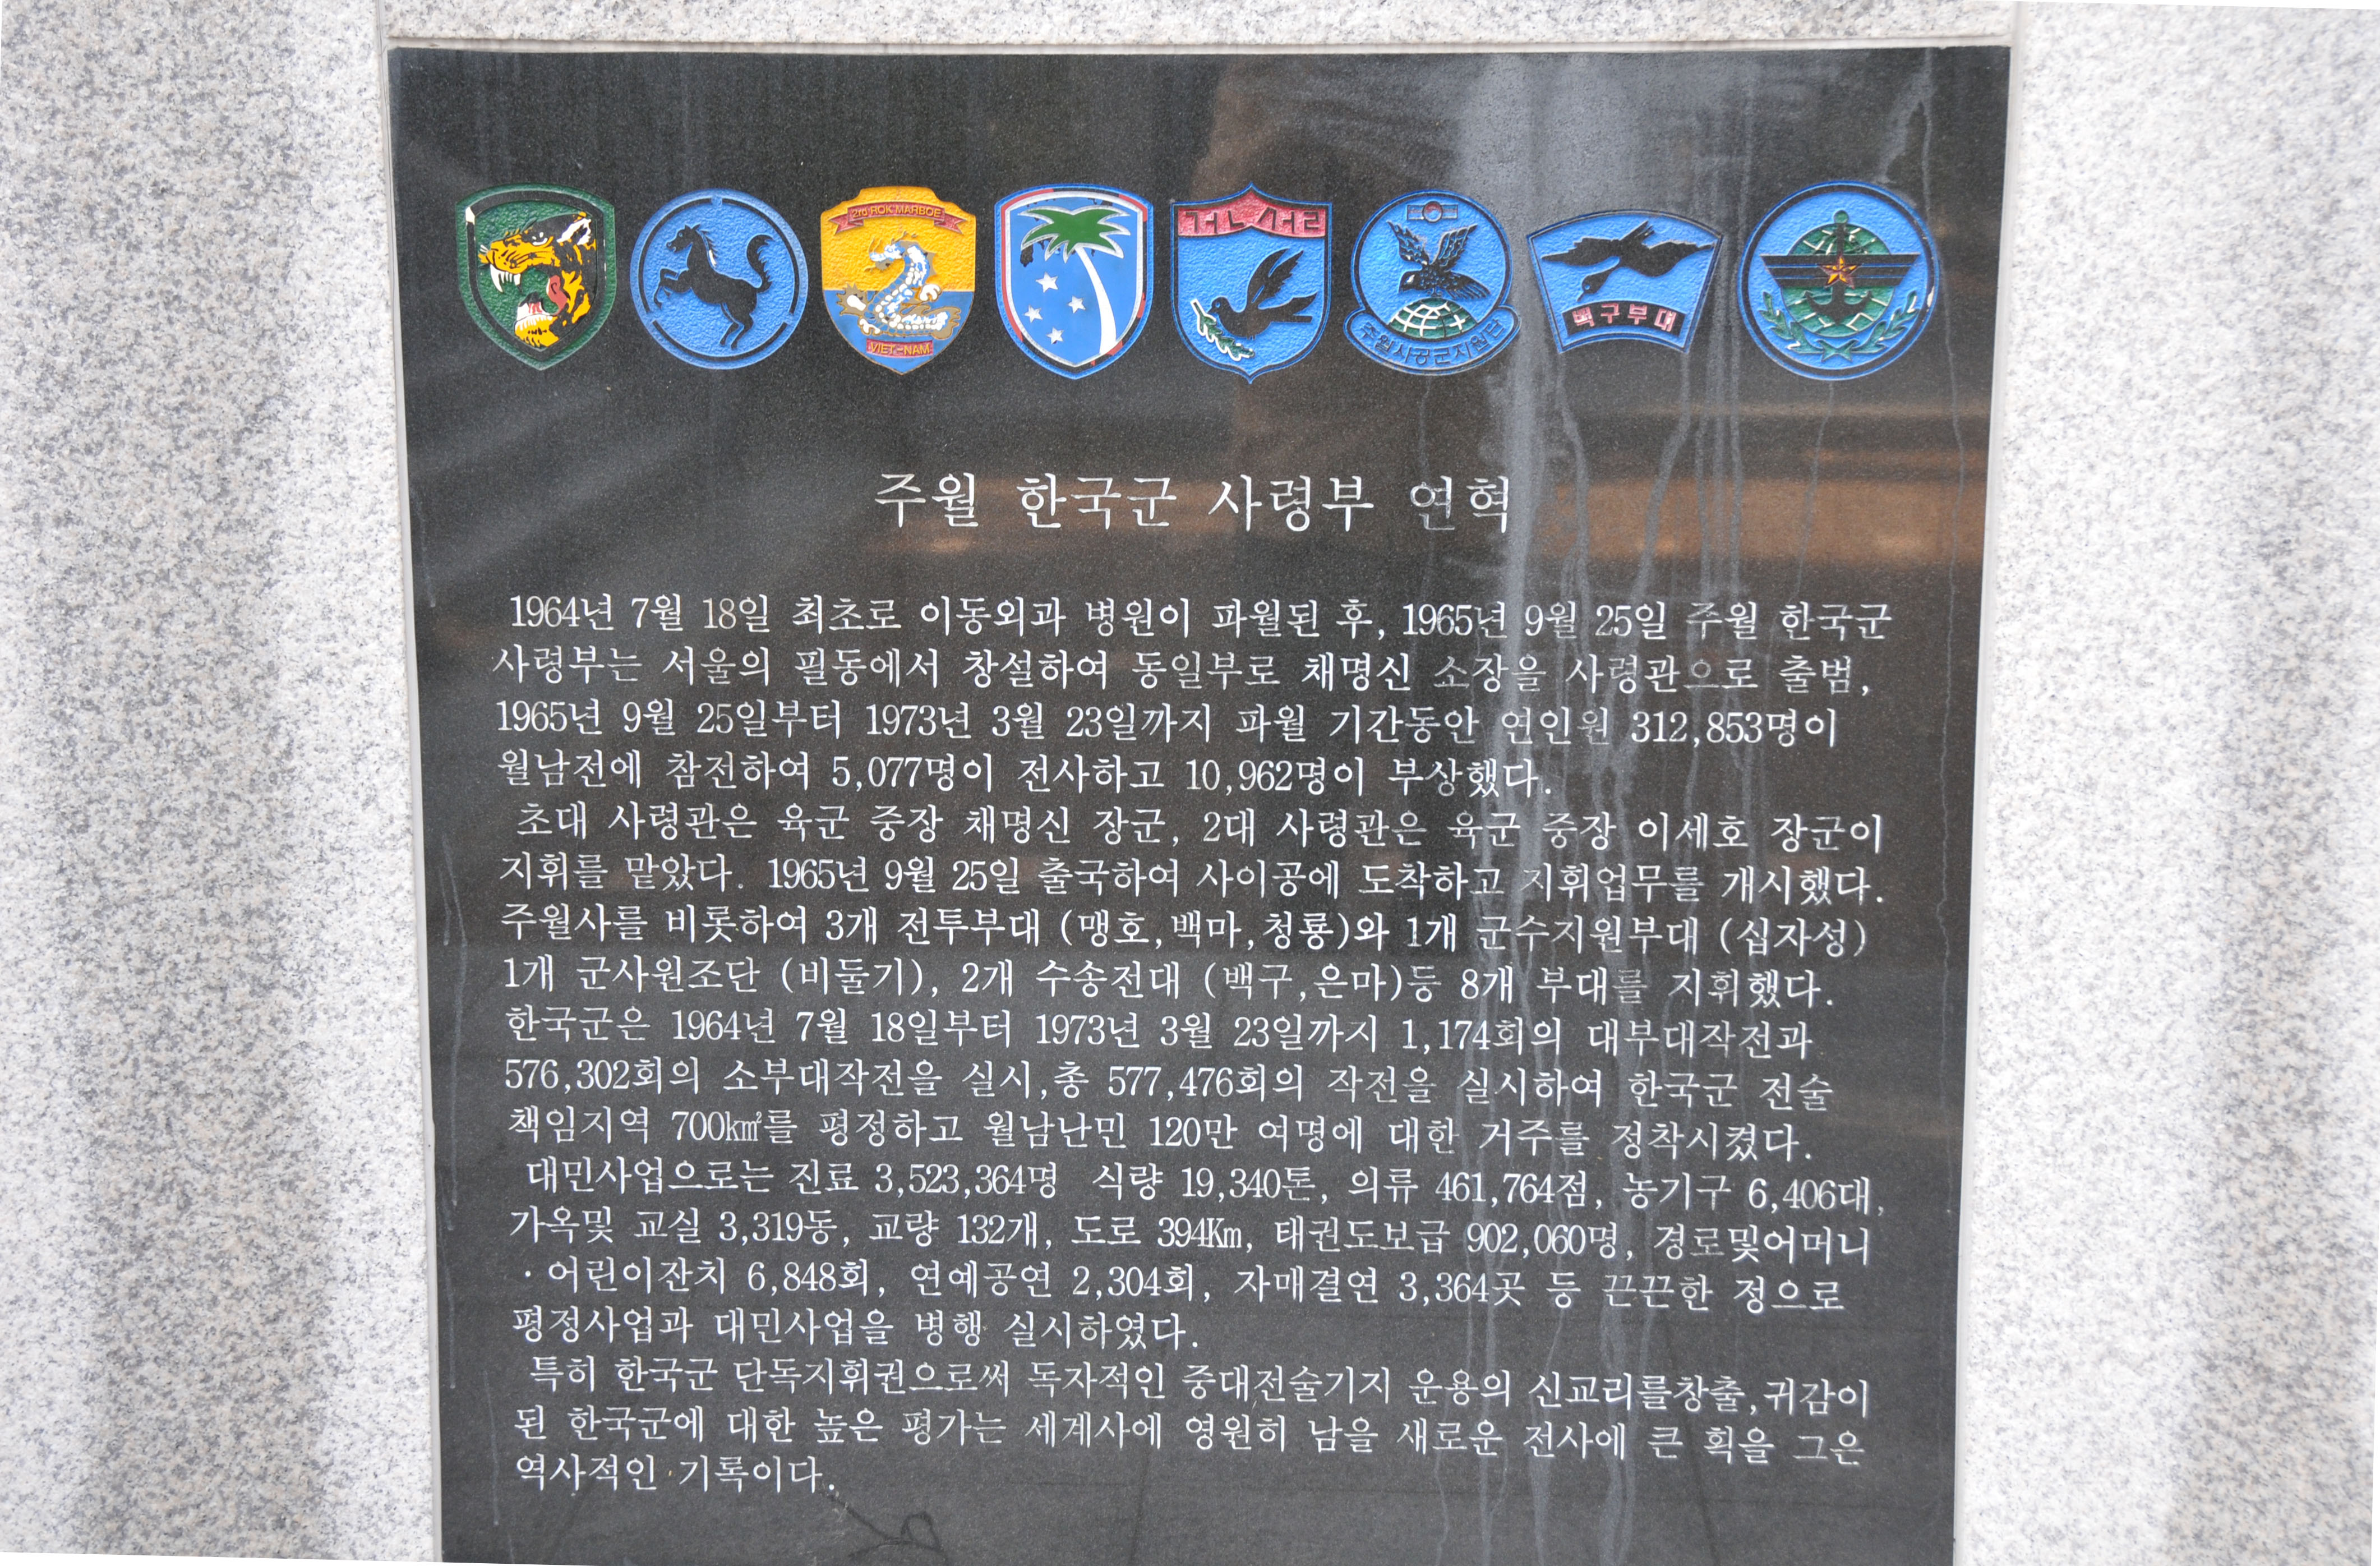 2nd ROK MARBDE
VIET-NAM
건설
주월사공군지원단
백구부대
주월 한국군 사령부 연혁
1964년 7월 18일 최초로 이동외과 병원이 파월된 후, 1965년 9월 25일 주월 한국군
사령부는 서울의 필동에서 창설하여 동일부로 채명신 소장을 사령관으로 출범,
1965년 9월 25일부터 1973년 3월 23일까지 파월 기간동안 연인원 312,853명이
월남전에 참전하여 5,077명이 전사하고 10,962명이 부상했다.
초대 사령관은 육군 중장 채명신 장군, 2대 사령관은 육군 중장 이세호 장군이
지휘를 맡았다. 1965년 9월 25일 출국하여 사이공에 도착하고 지휘업무를 개시했다.
주월사를 비롯하여 3개 전투부대 (맹호,백마,청룡)와 1개 군수지원부대 (십자성)
1개 군사원조단 (비둘기), 2개 수송전대 (백구,은마)등 8개 부대를 지휘했다.
한국군은 1964년 7월 18일부터 1973년 3월 23일까지 1,174회의 대부대작전과
576,302회의 소부대작전을 실시,총 577,476회의 작전을 실시하여 한국군 전술
책임지역 700㎢를 평정하고 월남난민 120만 여명에 대한 거주를 정착시켰다.
대민사업으로는 진료 3,523,364명 식량 19,340톤, 의류 461,764점, 농기구 6,406대,
가옥및 교실 3,319동, 교량 132개, 도로 394Km, 태권도보급 902,060명, 경로및어머니
·어린이잔치 6,848회, 연예공연 2,304회, 자매결연 3,364곳 등 끈끈한 정으로
평정사업과 대민사업을 병행 실시하였다.
특히 한국군 단독지휘권으로써 독자적인 중대전술기지 운용의 신교리를창출,귀감이
된 한국군에 대한 높은 평가는 세계사에 영원히 남을 새로운 전사에 큰 획을 그은
역사적인 기록이다.